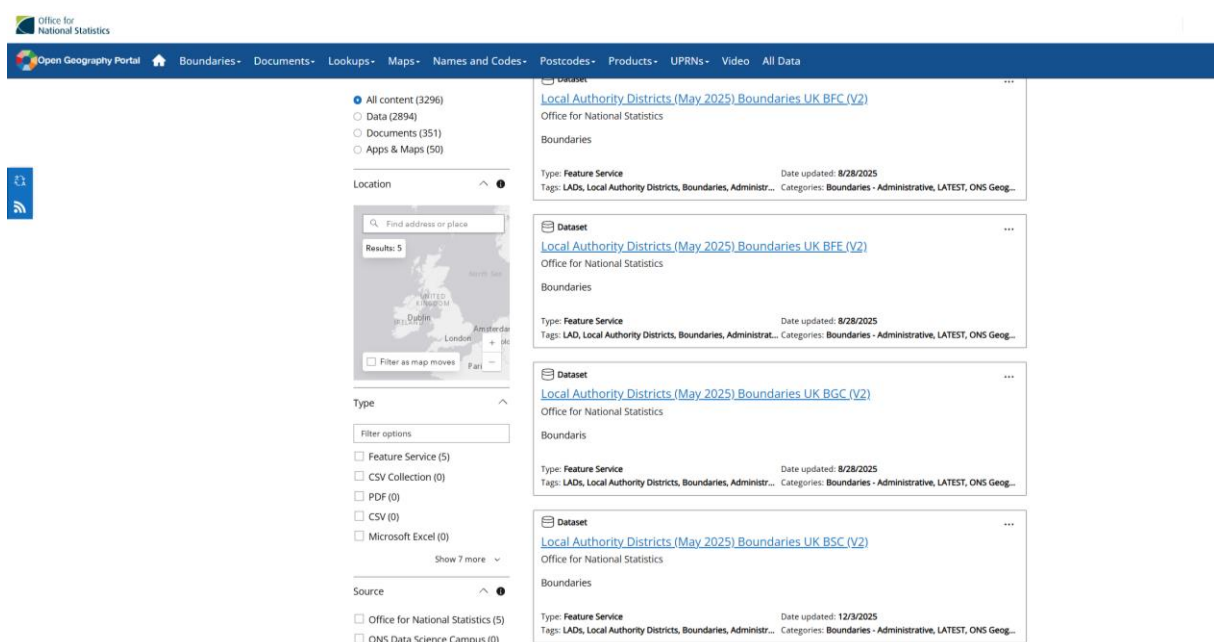 Office for
National Statistics
Open Geography Portal
Boundaries
Documents
Lookups
Maps
Names and Codes
Postcodes
Products
UPRNs
Video
All Data
All content (3296)
Data (2894)
Documents (351)
Apps & Maps (50)
Location
Find address or place
Results: 5
North Sea
UNITED
KINGDOM
Dublin
London
+
Filter as map moves
−
Type
Filter options
Feature Service (5)
CSV Collection (0)
PDF (0)
CSV (0)
Microsoft Excel (0)
Show 7 more
Source
Office for National Statistics (5)
ONS Data Science Campus (0)
Dataset
...
Local Authority Districts (May 2025) Boundaries UK BFC (V2)
Office for National Statistics
Boundaries
Type: Feature Service
Date updated: 8/28/2025
Tags: LADs, Local Authority Districts, Boundaries, Administr...
Categories: Boundaries - Administrative, LATEST, ONS Geog...
Dataset
...
Local Authority Districts (May 2025) Boundaries UK BFE (V2)
Office for National Statistics
Boundaries
Type: Feature Service
Date updated: 8/28/2025
Tags: LAD, Local Authority Districts, Boundaries, Administrat...
Categories: Boundaries - Administrative, LATEST, ONS Geog...
Dataset
...
Local Authority Districts (May 2025) Boundaries UK BGC (V2)
Office for National Statistics
Boundaris
Type: Feature Service
Date updated: 8/28/2025
Tags: LADs, Local Authority Districts, Boundaries, Administr...
Categories: Boundaries - Administrative, LATEST, ONS Geog...
Dataset
...
Local Authority Districts (May 2025) Boundaries UK BSC (V2)
Office for National Statistics
Boundaries
Type: Feature Service
Date updated: 12/3/2025
Tags: LADs, Local Authority Districts, Boundaries, Administr...
Categories: Boundaries - Administrative, LATEST, ONS Geog...